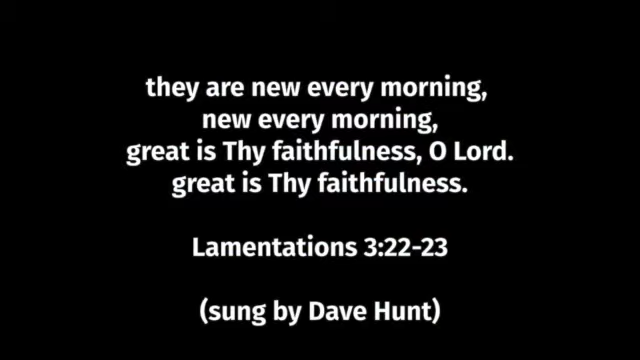 they are new every morning,
new every morning,
great is Thy faithfulness, O Lord.
great is Thy faithfulness.
Lamentations 3:22-23
(sung by Dave Hunt)